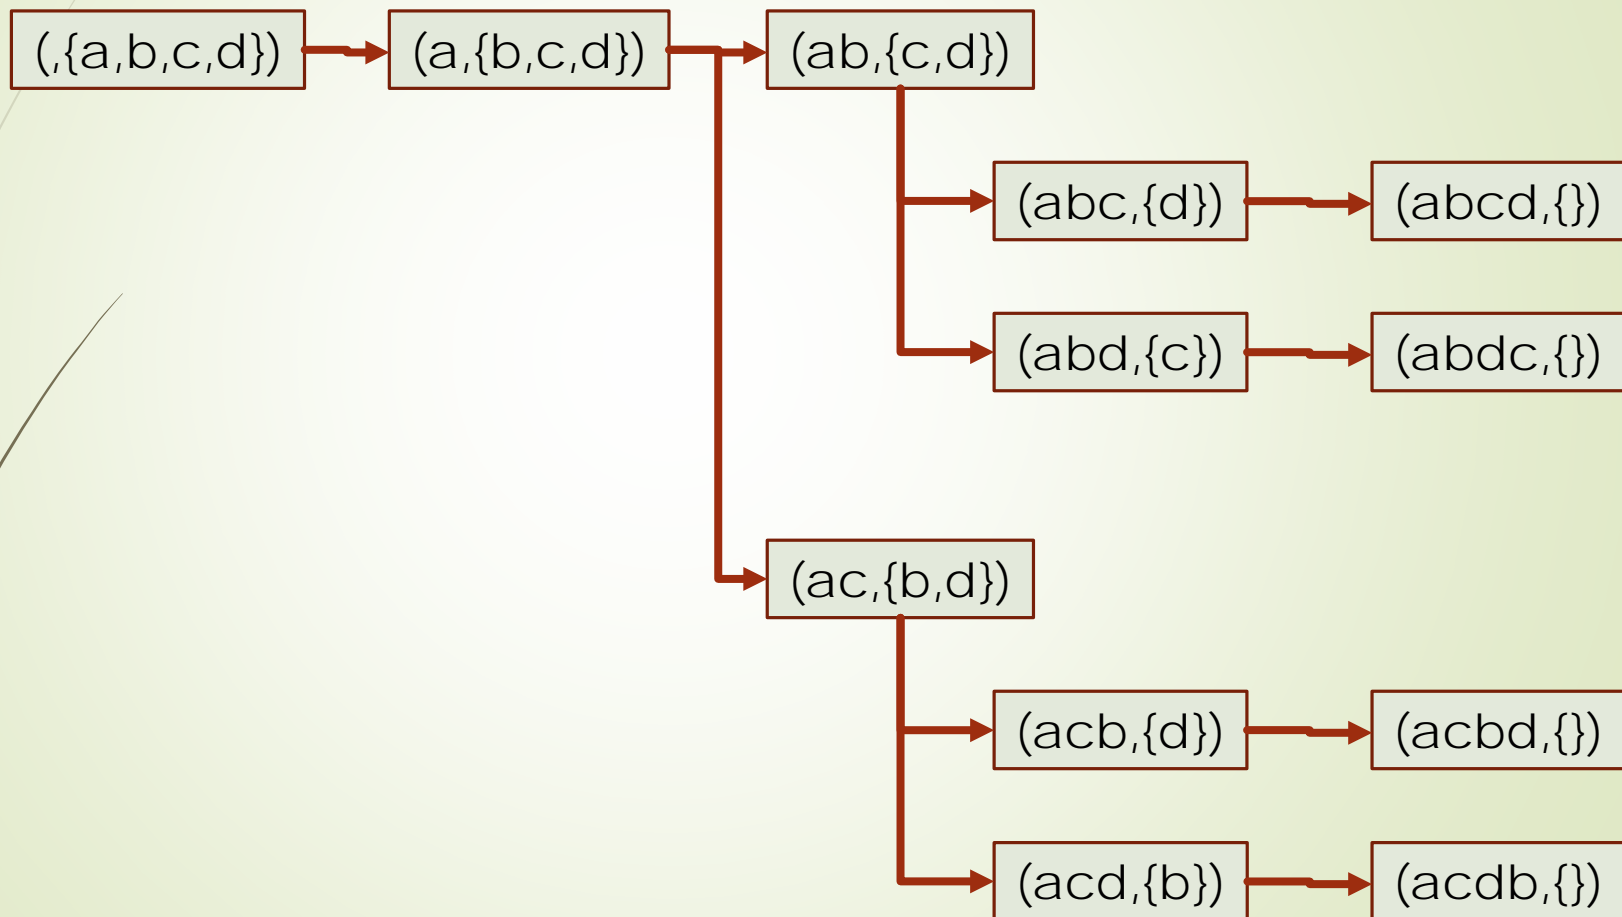 (,{a,b,c,d})
(a,{b,c,d})
(ab,{c,d})
(abc,{d})
(abcd,{})
(abd,{c})
(abdc,{})
(ac,{b,d})
(acb,{d})
(acbd,{})
(acd,{b})
(acdb,{})